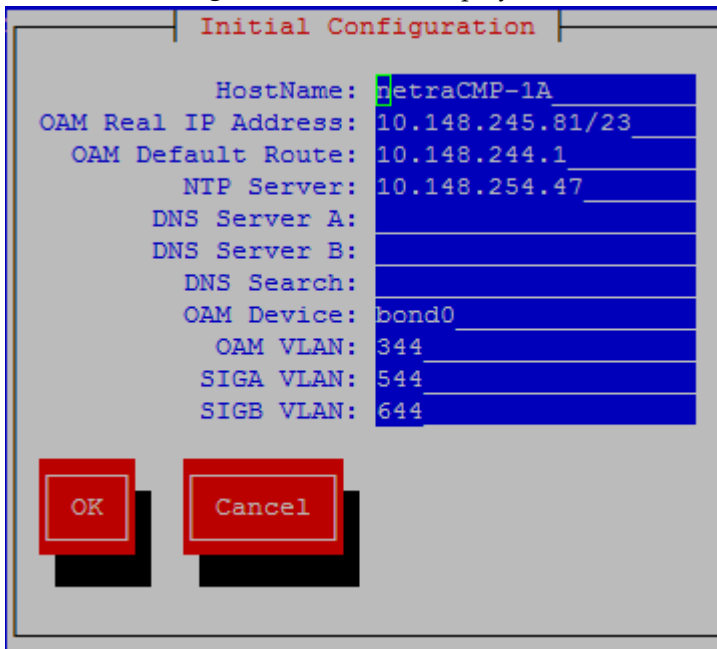 Initial Configuration
HostName: netraCMP-1A
OAM Real IP Address: 10.148.245.81/23
OAM Default Route: 10.148.244.1
NTP Server: 10.148.254.47
DNS Server A:
DNS Server B:
DNS Search:
OAM Device: bond0
OAM VLAN: 344
SIGA VLAN: 544
SIGB VLAN: 644
OK Cancel